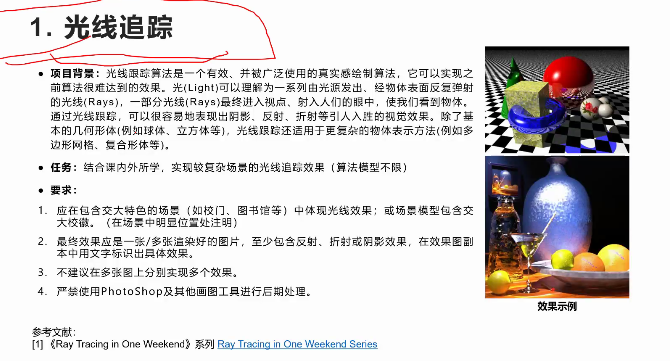 1. 光线追踪
● 项目背景：光线跟踪算法是一个有效、并被广泛使用的真实感绘制算法，它可以实现之
前算法很难达到的效果。光(Light)可以理解为一系列由光源发出、经物体表面反复弹射
的光线(Rays)，一部分光线(Rays)最终进入视点、射入人们的眼中，使我们看到物体。
通过光线跟踪，可以很容易地表现出阴影、反射、折射等引人入胜的视觉效果。除了基
本的几何形体(例如球体、立方体等)，光线跟踪还适用于更复杂的物体表示方法(例如多
边形网格、复合形体等)。
● 任务：结合课内外所学，实现较复杂场景的光线追踪效果（算法模型不限）
● 要求：
1. 应在包含交大特色的场景（如校门、图书馆等）中体现光线效果；或场景模型包含交
大校徽。（在场景中明显位置处注明）
2. 最终效果应是一张/多张渲染好的图片，至少包含反射、折射或阴影效果，在效果图副
本中用文字标识出具体效果。
3. 不建议在多张图上分别实现多个效果。
4. 严禁使用PhotoShop及其他画图工具进行后期处理。
效果示例
参考文献：
[1] 《Ray Tracing in One Weekend》系列 Ray Tracing in One Weekend Series